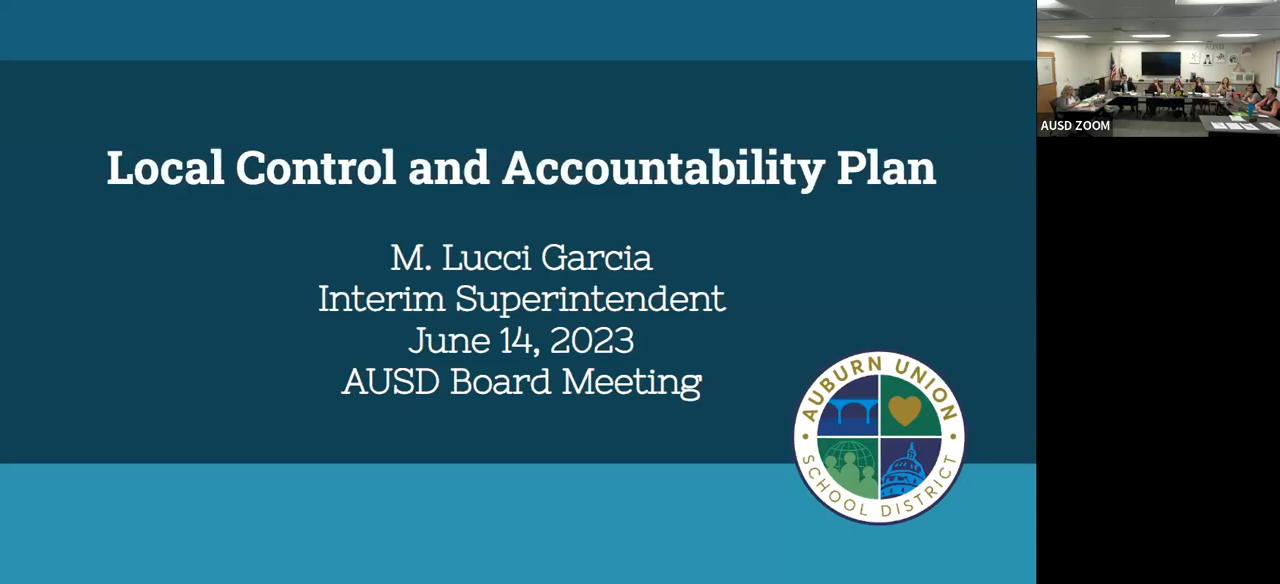 Local Control and Accountability Plan
M. Lucci Garcia
Interim Superintendent
June 14, 2023
AUSD Board Meeting
AUBURN UNION
SCHOOL DISTRICT
AUSD ZOOM